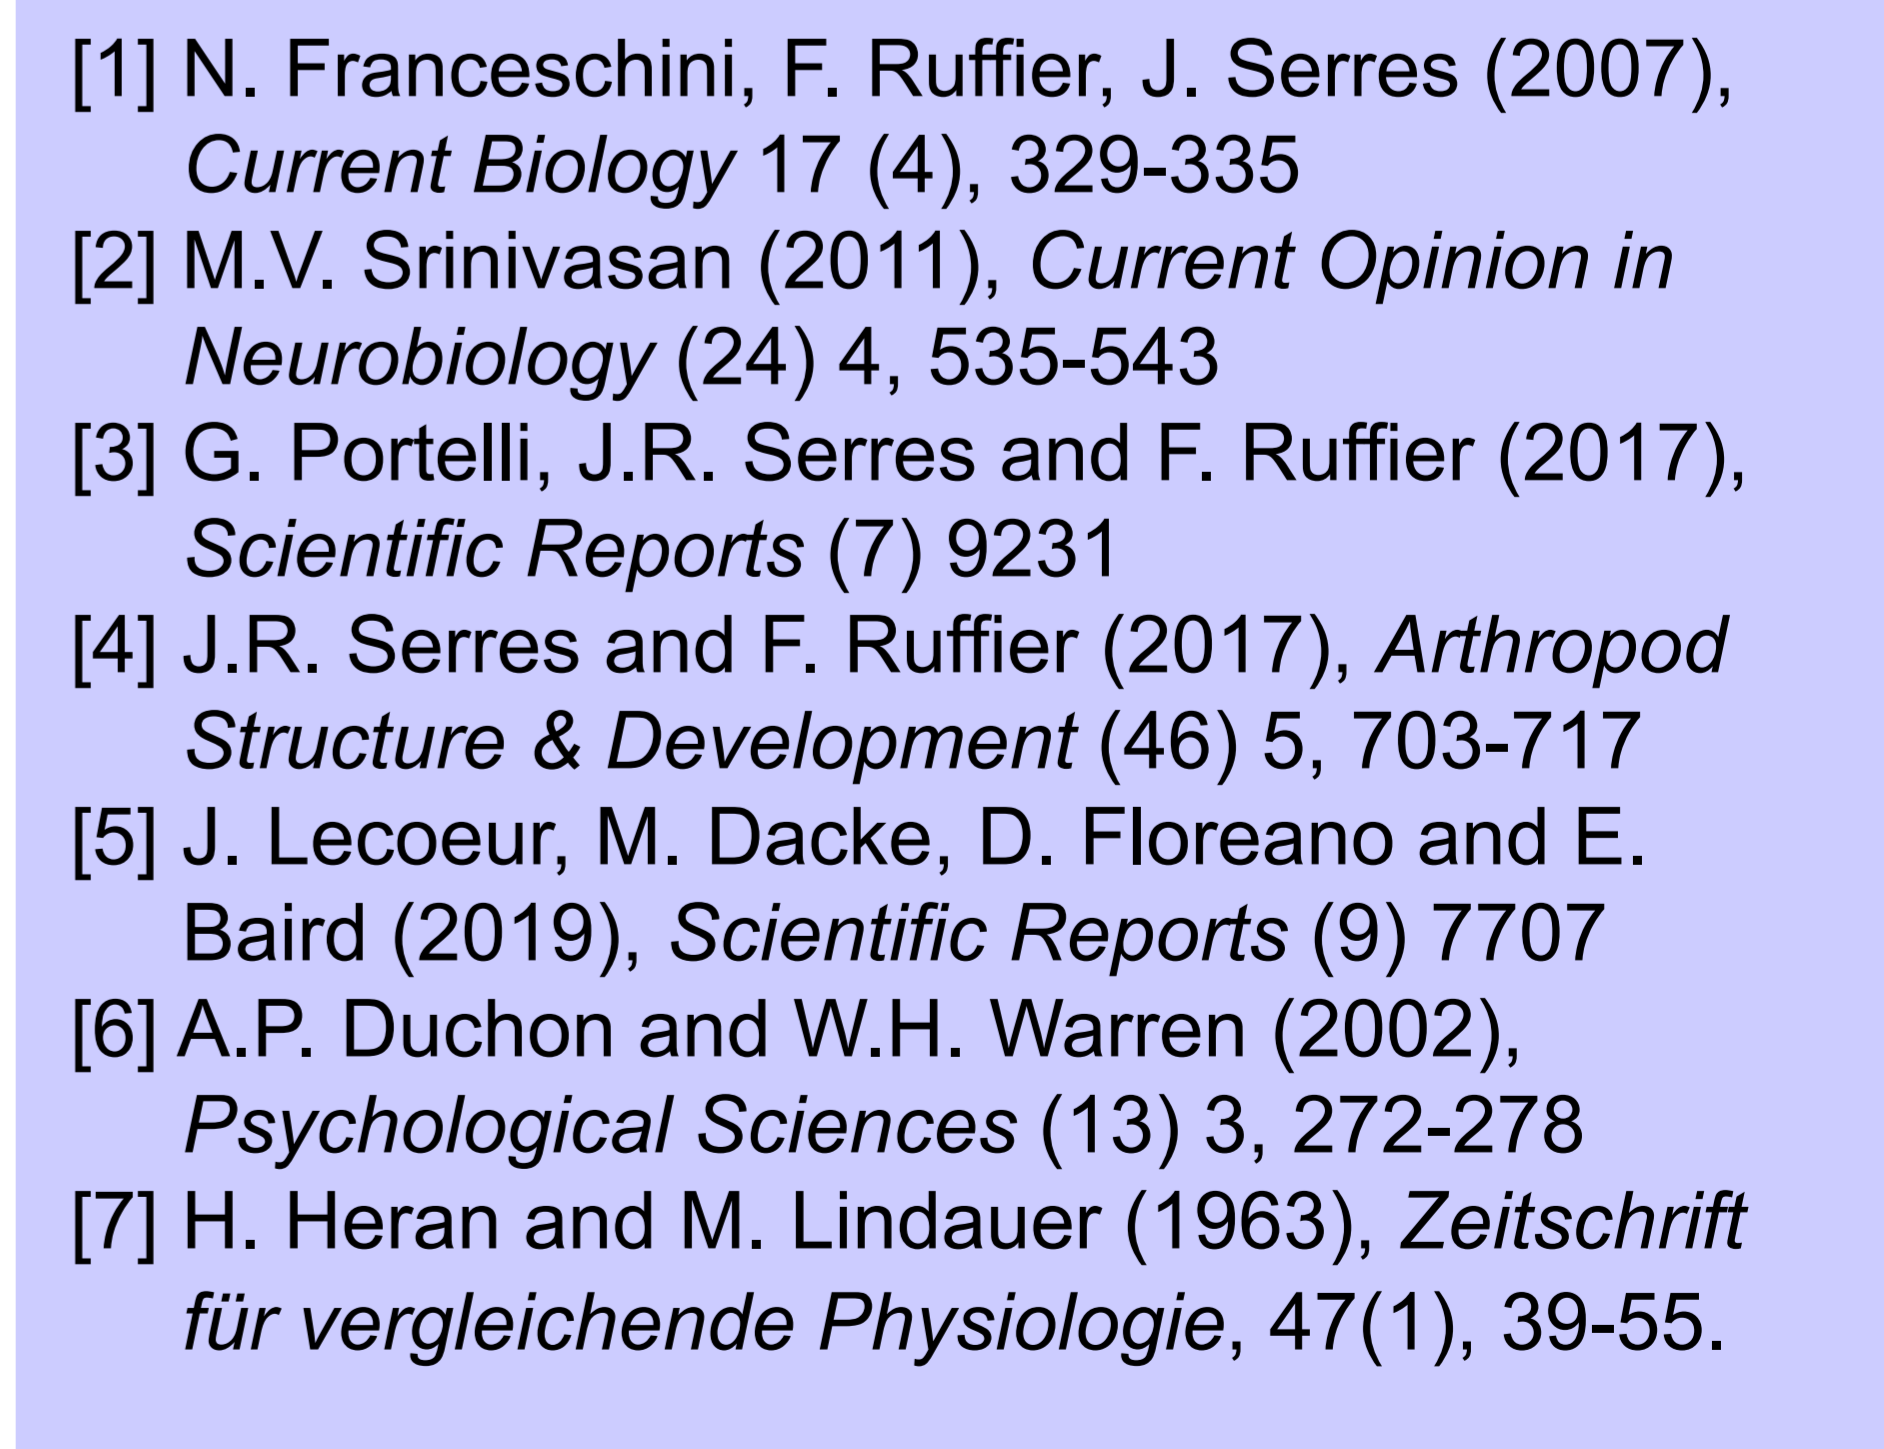 [1] N. Franceschini, F. Ruffier, J. Serres (2007),
Current Biology 17 (4), 329-335
[2] M.V. Srinivasan (2011), Current Opinion in
Neurobiology (24) 4, 535-543
[3] G. Portelli, J.R. Serres and F. Ruffier (2017),
Scientific Reports (7) 9231
[4] J.R. Serres and F. Ruffier (2017), Arthropod
Structure & Development (46) 5, 703-717
[5] J. Lecoeur, M. Dacke, D. Floreano and E.
Baird (2019), Scientific Reports (9) 7707
[6] A.P. Duchon and W.H. Warren (2002),
Psychological Sciences (13) 3, 272-278
[7] H. Heran and M. Lindauer (1963), Zeitschrift
für vergleichende Physiologie, 47(1), 39-55.